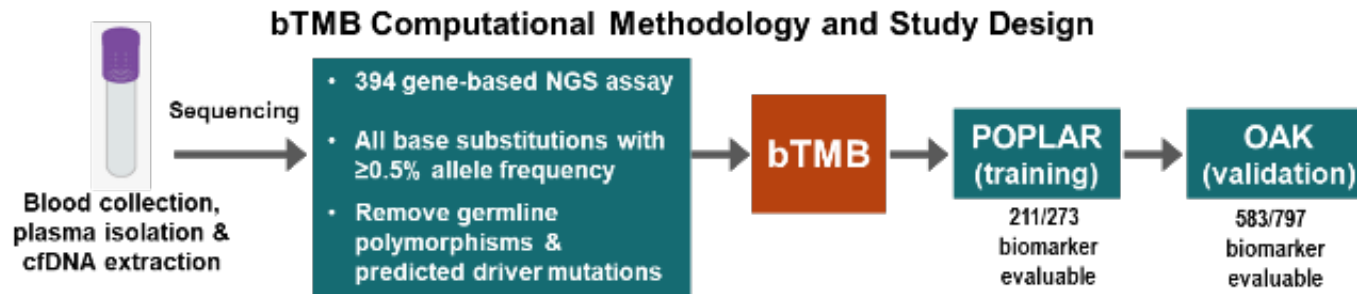 bTMB Computational Methodology and Study Design
Sequencing
Blood collection,
plasma isolation &
cfDNA extraction
• 394 gene-based NGS assay
• All base substitutions with
≥0.5% allele frequency
• Remove germline
polymorphisms &
predicted driver mutations
bTMB
POPLAR
(training)
211/273
biomarker
evaluable
OAK
(validation)
583/797
biomarker
evaluable